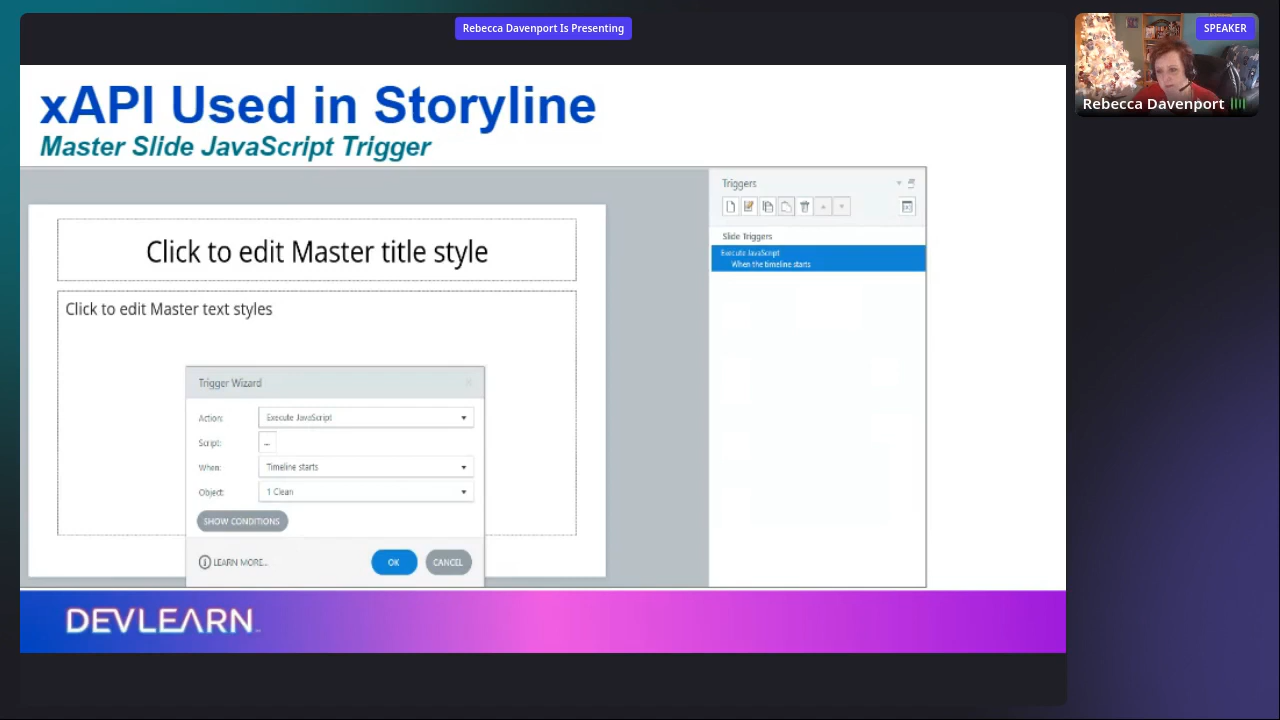 Rebecca Davenport Is Presenting
SPEAKER
Rebecca Davenport
xAPI Used in Storyline
Master Slide JavaScript Trigger
Triggers
Slide Triggers
Execute JavaScript
When the timeline starts
Click to edit Master title style
Click to edit Master text styles
Trigger Wizard
Action: Execute JavaScript
Script: ...
When: Timeline starts
Object: 1 Clean
SHOW CONDITIONS
LEARN MORE...
OK CANCEL
DEVLEARN